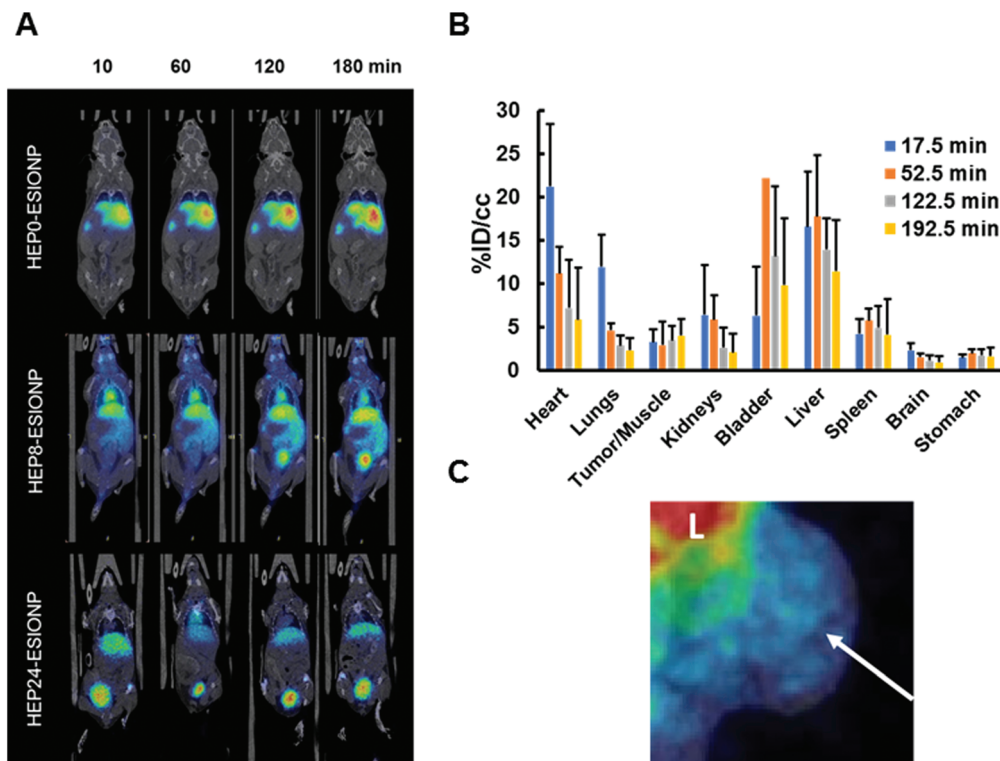 A
10 60 120 180 min
HEP0-ESIONP
HEP8-ESIONP
HEP24-ESIONP
B
%ID/cc
30
25
20
15
10
5
0
17.5 min
52.5 min
122.5 min
192.5 min
Heart
Lungs
Tumor/Muscle
Kidneys
Bladder
Liver
Spleen
Brain
Stomach
C
L